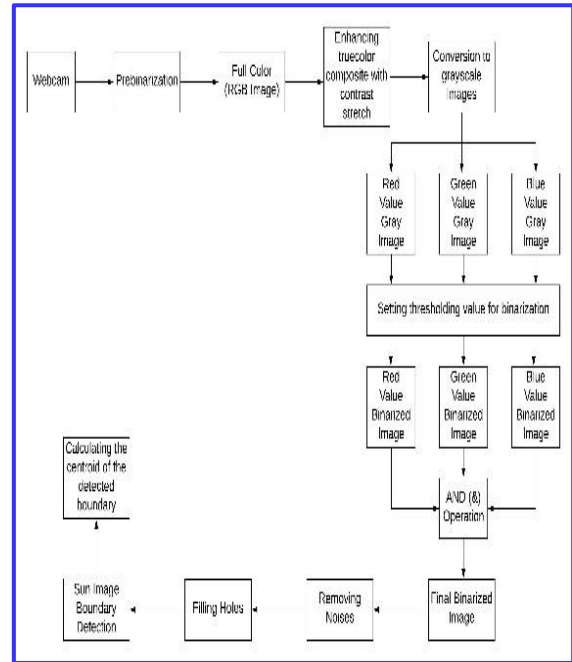 Webcam
Prebinarization
Full Color
(RGB Image)
Enhancing
truecolor
composite with
contrast
stretch
Conversion to
grayscale
Images
Red
Value
Gray
Image
Green
Value
Gray
Image
Blue
Value
Gray
Image
Setting thresholding value for binarization
Red
Value
Binarized
Image
Green
Value
Binarized
Image
Blue
Value
Binarized
Image
AND (&)
Operation
Final Binarized
Image
Removing
Noises
Filling Holes
Sun Image
Boundary
Detection
Calculating the
centroid of the
detected
boundary